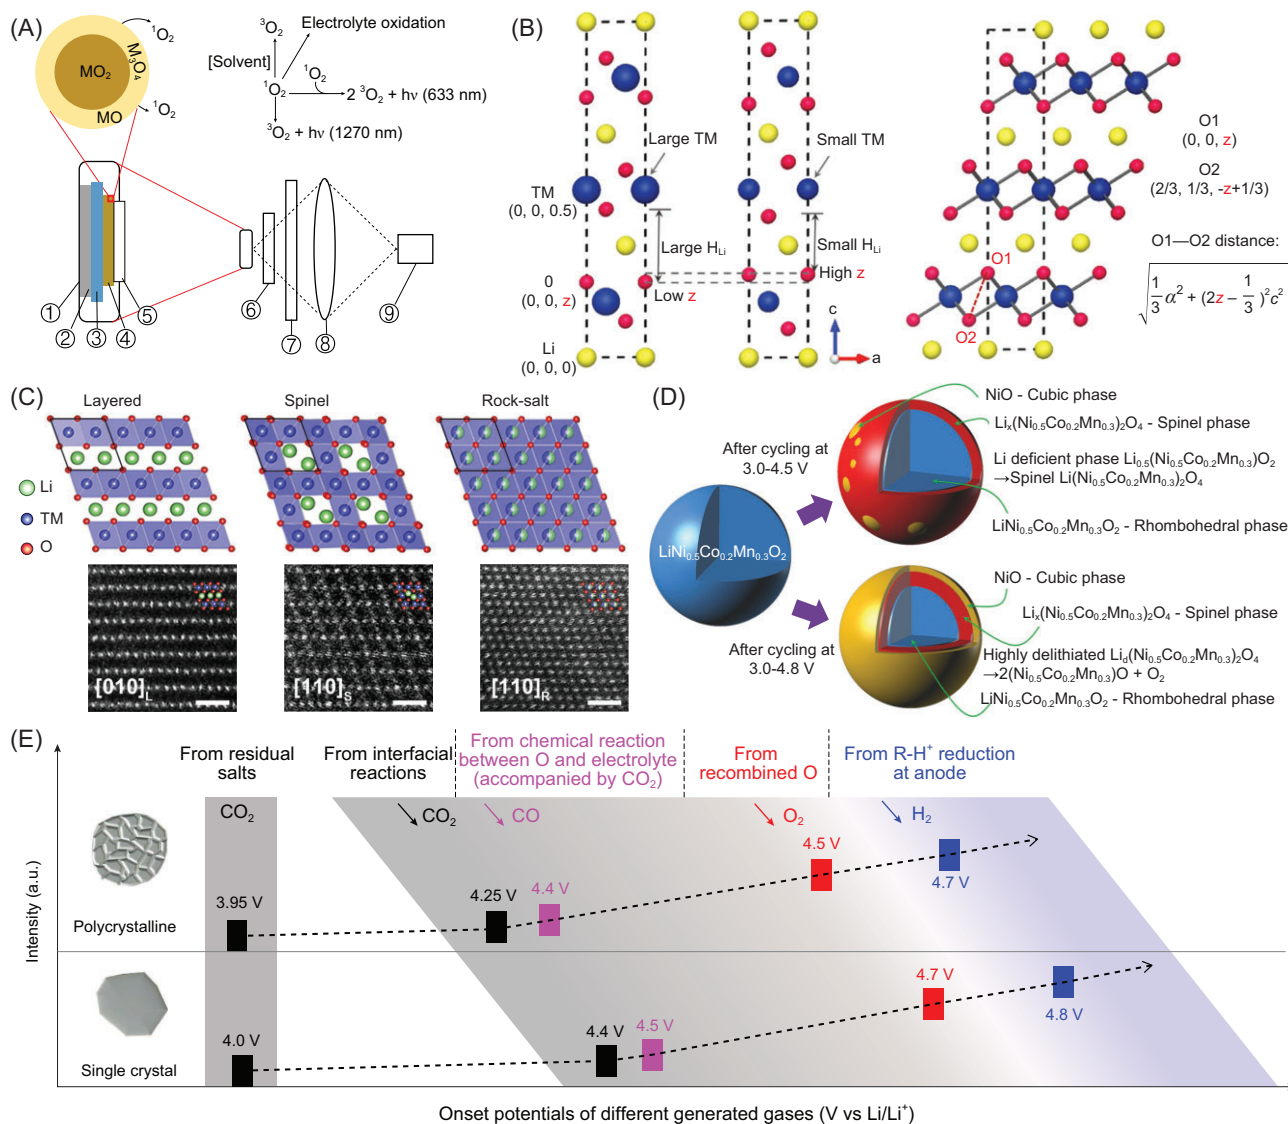 (A)
MO₂
M₃O₄
MO
¹O₂
¹O₂
³O₂
Electrolyte oxidation
[Solvent]
¹O₂
¹O₂
2 ³O₂ + hν (633 nm)
³O₂ + hν (1270 nm)
①
②
③
④
⑤
⑥
⑦
⑧
⑨
(B)
Large TM
TM
(0, 0, 0.5)
Large H_Li
0
(0, 0, z)
Low z
Li
(0, 0, 0)
Small TM
Small H_Li
High z
c
a
O1
O2
O1
(0, 0, z)
O2
(2/3, 1/3, -z+1/3)
O1—O2 distance:
√(1/3 α² + (2z − 1/3)²c²)
(C)
Layered
Spinel
Rock-salt
Li
TM
O
[010]_L
[110]_S
[110]_R
(D)
LiNi₀.₅Co₀.₂Mn₀.₃O₂
After cycling at
3.0-4.5 V
After cycling at
3.0-4.8 V
NiO - Cubic phase
Liₓ(Ni₀.₅Co₀.₂Mn₀.₃)₂O₄ - Spinel phase
Li deficient phase Li₀.₅(Ni₀.₅Co₀.₂Mn₀.₃)O₂
→Spinel Li(Ni₀.₅Co₀.₂Mn₀.₃)₂O₄
LiNi₀.₅Co₀.₂Mn₀.₃O₂ - Rhombohedral phase
NiO - Cubic phase
Liₓ(Ni₀.₅Co₀.₂Mn₀.₃)₂O₄ - Spinel phase
Highly delithiated Li_d(Ni₀.₅Co₀.₂Mn₀.₃)₂O₄
→2(Ni₀.₅Co₀.₂Mn₀.₃)O + O₂
LiNi₀.₅Co₀.₂Mn₀.₃O₂ - Rhombohedral phase
(E)
From residual
salts
From interfacial
reactions
From chemical reaction
between O and electrolyte
(accompanied by CO₂)
From
recombined O
From R-H⁺ reduction
at anode
CO₂
CO₂
CO
O₂
H₂
Intensity (a.u.)
Polycrystalline
3.95 V
4.25 V
4.4 V
4.5 V
4.7 V
Single crystal
4.0 V
4.4 V
4.5 V
4.7 V
4.8 V
Onset potentials of different generated gases (V vs Li/Li⁺)